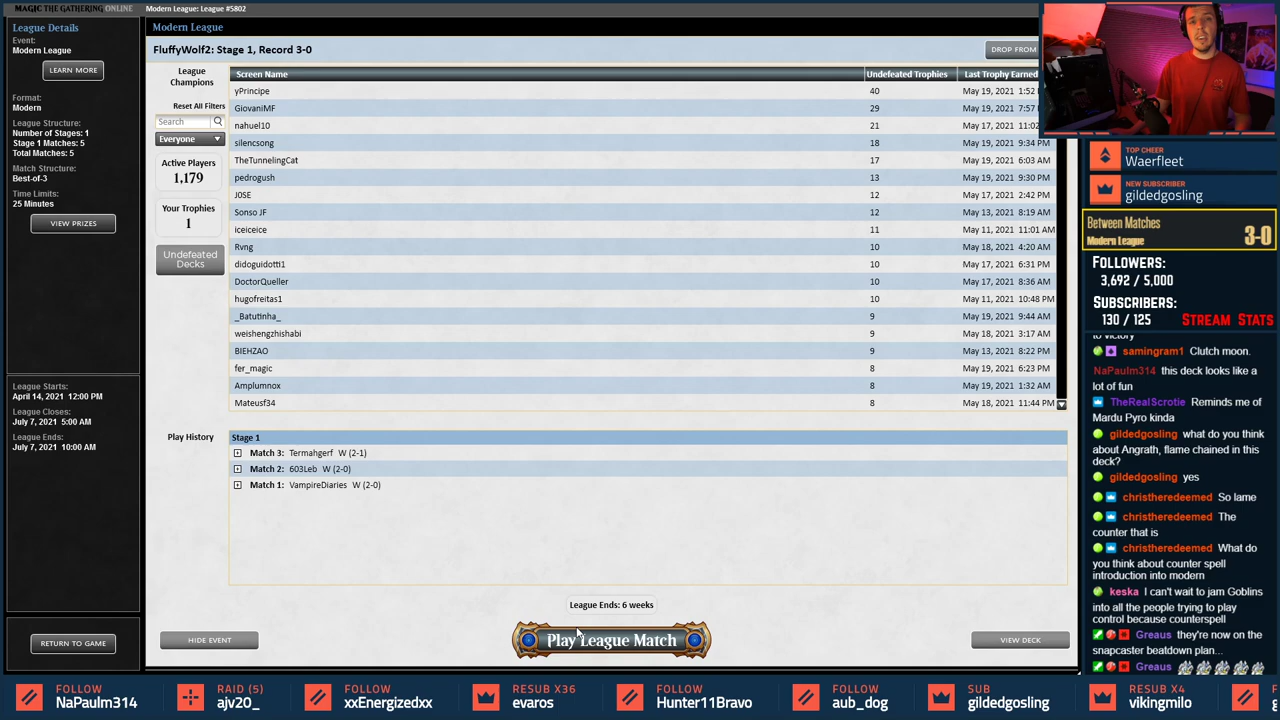 MAGIC THE GATHERING ONLINE
Modern League: League #5802
League Details
Event:
Modern League
LEARN MORE
Format:
Modern
League Structure:
Number of Stages: 1
Stage 1 Matches: 5
Total Matches: 5
Match Structure:
Best-of-3
Time Limits:
25 Minutes
VIEW PRIZES
League Starts:
April 14, 2021 12:00 PM
League Closes:
July 7, 2021 5:00 AM
League Ends:
July 7, 2021 10:00 AM
RETURN TO GAME
Modern League
FluffyWolf2: Stage 1, Record 3-0
DROP FROM
League
Champions
Reset All Filters
Search
Everyone
Active Players
1,179
Your Trophies
1
Undefeated
Decks
Screen Name Undefeated Trophies Last Trophy Earned
yPrincipe 40 May 19, 2021 1:52
GiovaniMF 29 May 19, 2021 7:57
nahuel10 21 May 17, 2021 11:02
silencsong 18 May 19, 2021 9:34 PM
TheTunnelingCat 17 May 19, 2021 6:03 AM
pedrogush 13 May 19, 2021 9:30 PM
J0SE 12 May 17, 2021 2:42 PM
Sonso JF 12 May 13, 2021 8:19 AM
iceiceice 11 May 11, 2021 11:01 AM
Rvng 10 May 18, 2021 4:20 AM
didoguidotti1 10 May 17, 2021 6:31 PM
DoctorQueller 10 May 17, 2021 8:36 AM
hugofreitas1 10 May 11, 2021 10:48 PM
_Batutinha_ 9 May 19, 2021 9:44 AM
weishengzhishabi 9 May 18, 2021 3:17 AM
BIEHZAO 9 May 13, 2021 8:22 PM
fer_magic 8 May 19, 2021 6:23 PM
Amplumnox 8 May 19, 2021 1:32 AM
Mateusf34 8 May 18, 2021 11:44 PM
Play History
Stage 1
Match 3: Termahgerf W (2-1)
Match 2: 603Leb W (2-0)
Match 1: VampireDiaries W (2-0)
League Ends: 6 weeks
HIDE EVENT
Play League Match
VIEW DECK
TOP CHEER
Waerfleet
NEW SUBSCRIBER
gildedgosling
Between Matches
Modern League
3-0
FOLLOWERS:
3,692 / 5,000
SUBSCRIBERS:
130 / 125
STREAM STATS
to victory
samingram1 Clutch moon.
NaPaulm314 this deck looks like a
lot of fun
TheRealScrotie Reminds me of
Mardu Pyro kinda
gildedgosling what do you think
about Angrath, flame chained in this
deck?
gildedgosling yes
christheredeemed So lame
christheredeemed The
counter that is
christheredeemed What do
you think about counter spell
introduction into modern
keska I can't wait to jam Goblins
into all the people trying to play
control because counterspell
Greaus they're now on the
snapcaster beatdown plan...
Greaus
FOLLOW
NaPaulm314
RAID (5)
ajv20_
FOLLOW
xxEnergizedxx
RESUB X36
evaros
FOLLOW
Hunter11Bravo
FOLLOW
aub_dog
SUB
gildedgosling
RESUB X4
vikingmilo